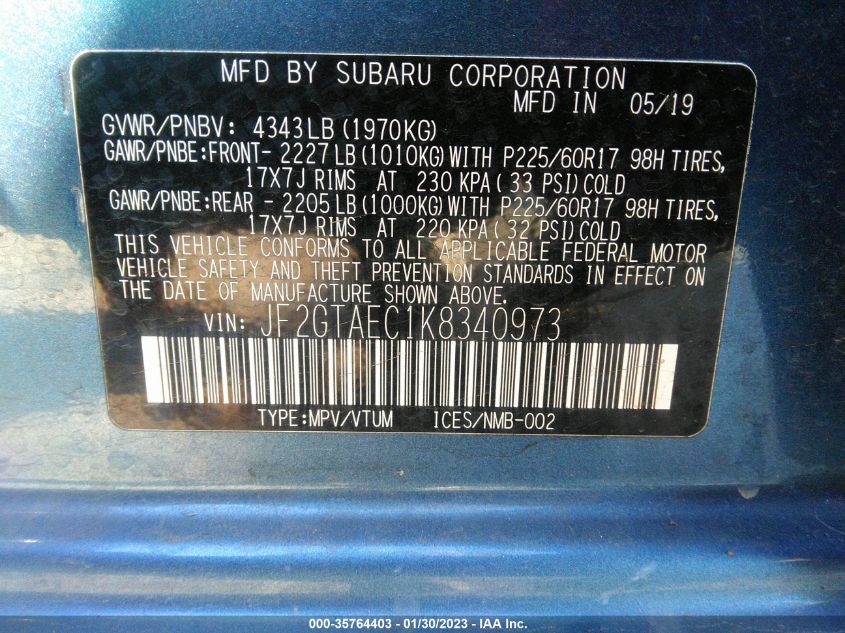 MFD BY SUBARU CORPORATION
MFD IN 05/19
GVWR/PNBV: 4343LB (1970KG)
GAWR/PNBE:FRONT- 2227 LB (1010KG) WITH P225/60R17 98H TIRES,
17X7J RIMS AT 230 KPA ( 33 PSI) COLD
GAWR/PNBE:REAR - 2205 LB (1000KG) WITH P225/60R17 98H TIRES,
17X7J RIMS AT 220 KPA ( 32 PSI) COLD
THIS VEHICLE CONFORMS TO ALL APPLICABLE FEDERAL MOTOR
VEHICLE SAFETY AND THEFT PREVENTION STANDARDS IN EFFECT ON
THE DATE OF MANUFACTURE SHOWN ABOVE.
VIN: JF2GTAEC1K8340973
TYPE:MPV/VTUM ICES/NMB-002
000-35764403 - 01/30/2023 - IAA Inc.